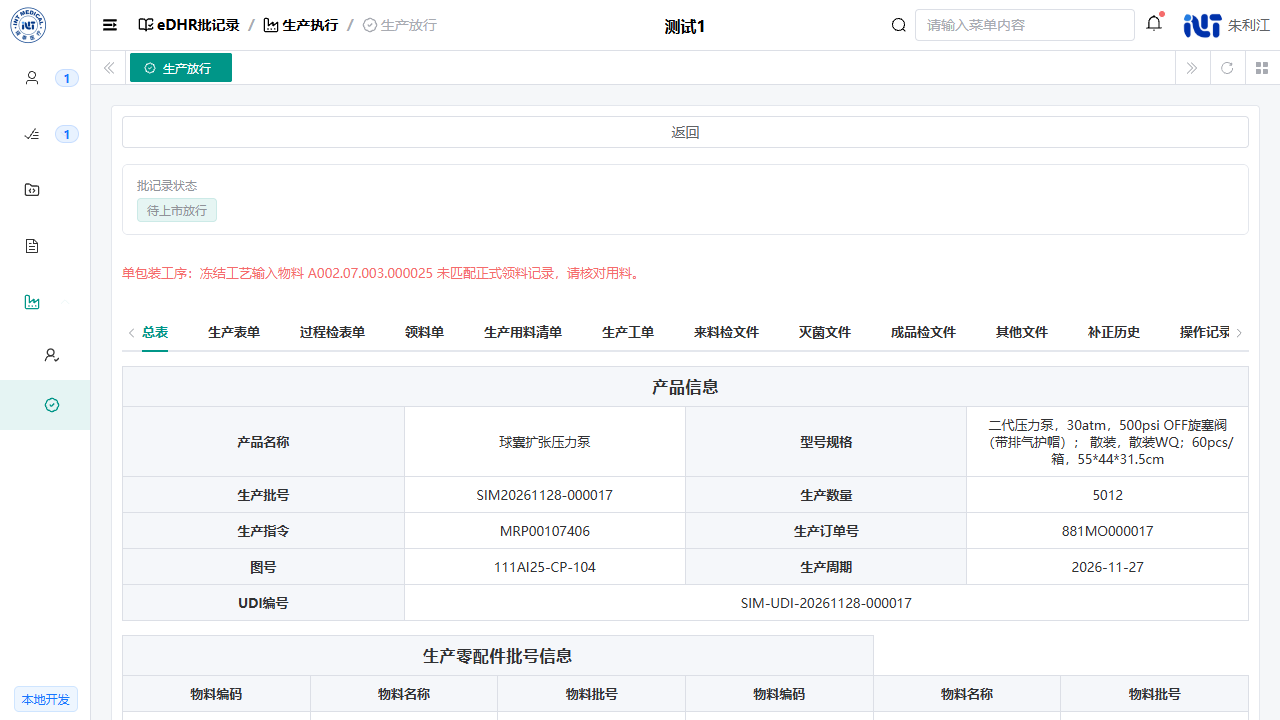 eDHR批记录 / 生产执行 / 生产放行
测试1
请输入菜单内容
朱利江
1
生产放行
1
返回
批记录状态
待上市放行
单包装工序：冻结工艺输入物料 A002.07.003.000025 未匹配正式领料记录，请核对用料。
总表 生产表单 过程检表单 领料单 生产用料清单 生产工单 来料检文件 灭菌文件 成品检文件 其他文件 补正历史 操作记录
产品信息
产品名称 球囊扩张压力泵 型号规格
二代压力泵，30atm，500psi OFF旋塞阀
（带排气护帽）； 散装，散装WQ；60pcs/
箱，55*44*31.5cm
生产批号 SIM20261128-000017 生产数量 5012
生产指令 MRP00107406 生产订单号 881MO000017
图号 111AI25-CP-104 生产周期 2026-11-27
UDI编号 SIM-UDI-20261128-000017
生产零配件批号信息
物料编码 物料名称 物料批号 物料编码 物料名称 物料批号
本地开发